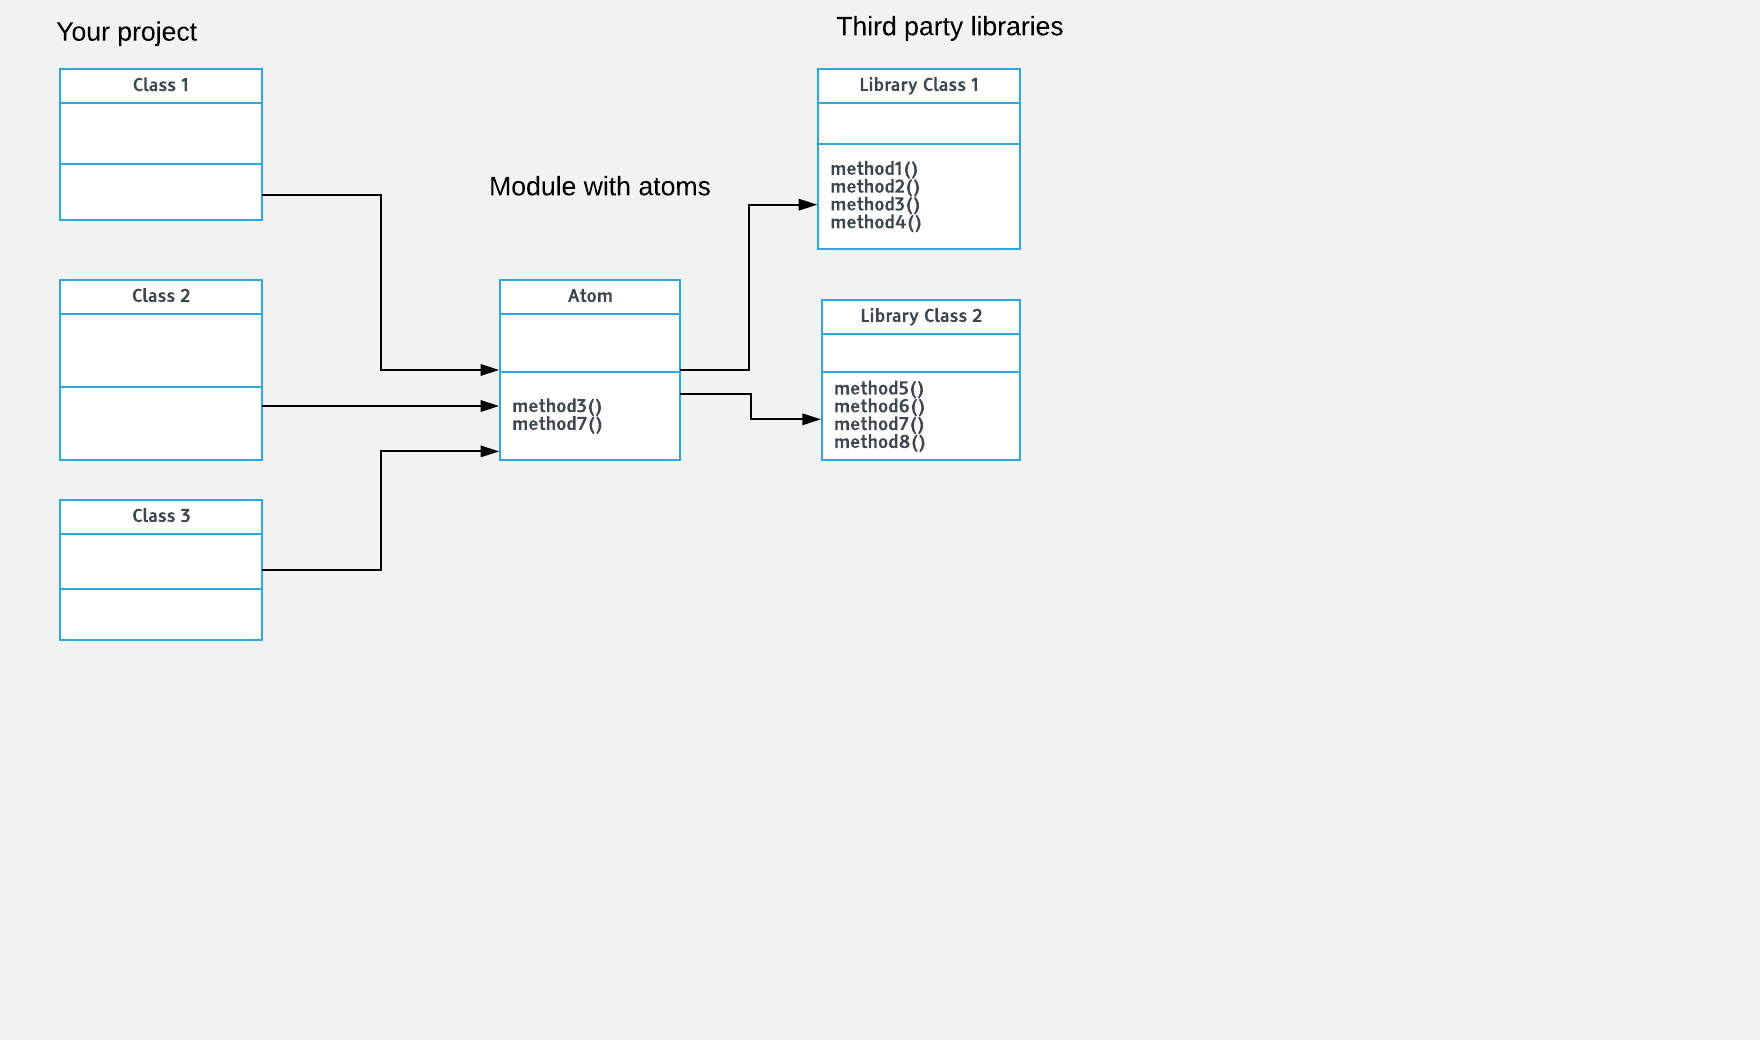 Your project
Third party libraries
Class 1
Library Class 1
method1()
method2()
method3()
method4()
Module with atoms
Class 2
Atom
method3()
method7()
Library Class 2
method5()
method6()
method7()
method8()
Class 3